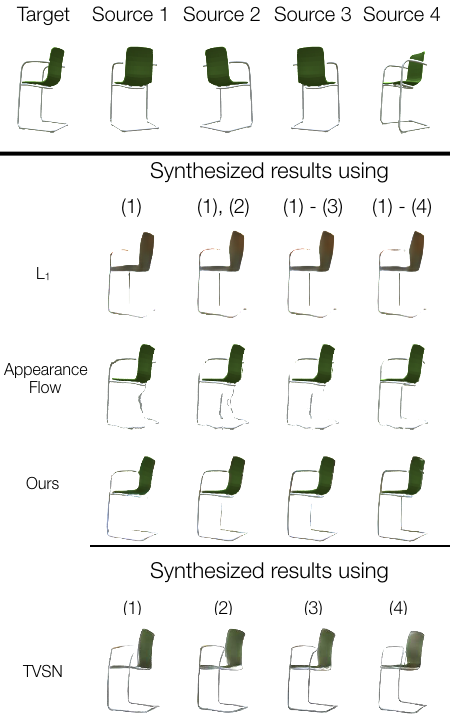 Target Source 1 Source 2 Source 3 Source 4
Synthesized results using
(1) (1), (2) (1) - (3) (1) - (4)
L₁
Appearance
Flow
Ours
Synthesized results using
(1) (2) (3) (4)
TVSN